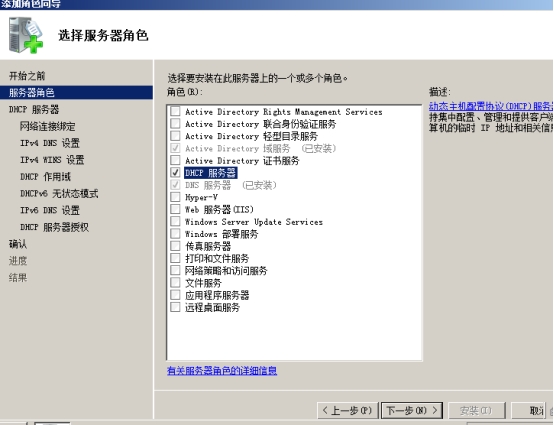 添加角色向导
选择服务器角色
开始之前
服务器角色
DHCP 服务器
网络连接绑定
IPv4 DNS 设置
IPv4 WINS 设置
DHCP 作用域
DHCPv6 无状态模式
IPv6 DNS 设置
DHCP 服务器授权
确认
进度
结果
选择要安装在此服务器上的一个或多个角色。
角色(R):
Active Directory Rights Management Services
Active Directory 联合身份验证服务
Active Directory 轻型目录服务
Active Directory 域服务 (已安装)
Active Directory 证书服务
DHCP 服务器
DNS 服务器 (已安装)
Hyper-V
Web 服务器(IIS)
Windows Server Update Services
Windows 部署服务
传真服务器
打印和文件服务
网络策略和访问服务
文件服务
应用程序服务器
远程桌面服务
有关服务器角色的详细信息
描述:
动态主机配置协议(DHCP)服务
持集中配置、管理和提供客户
算机的临时 IP 地址和相关信
< 上一步(P)
下一步(N) >
安装(I)
取